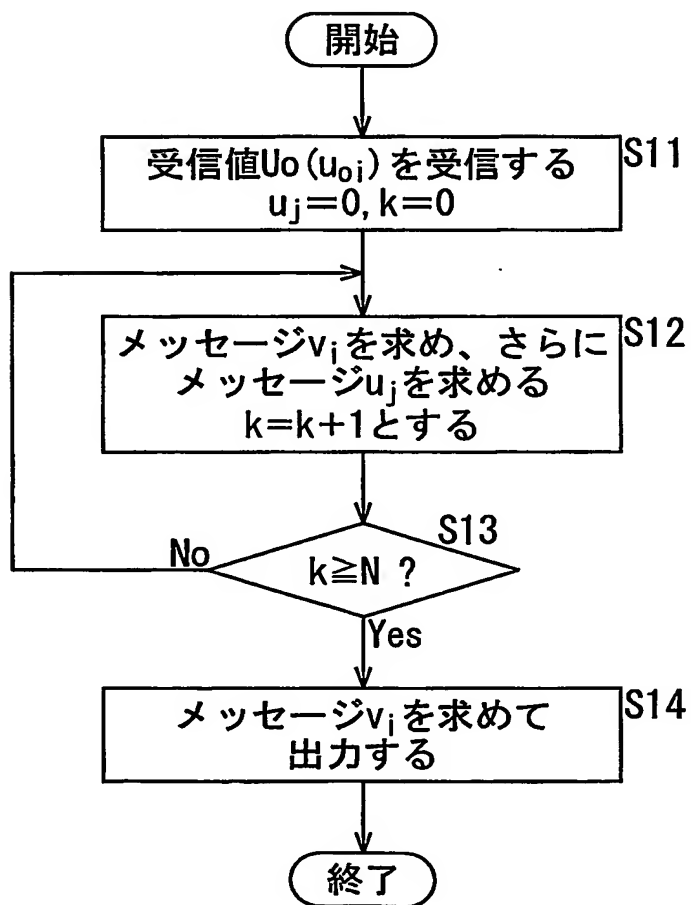 開始
S11
受信値Uo(u₀ᵢ)を受信する
uⱼ=0, k=0
S12
メッセージvᵢを求め、さらに
メッセージuⱼを求める
k=k+1とする
S13
No
k≧N ?
Yes
S14
メッセージvᵢを求めて
出力する
終了